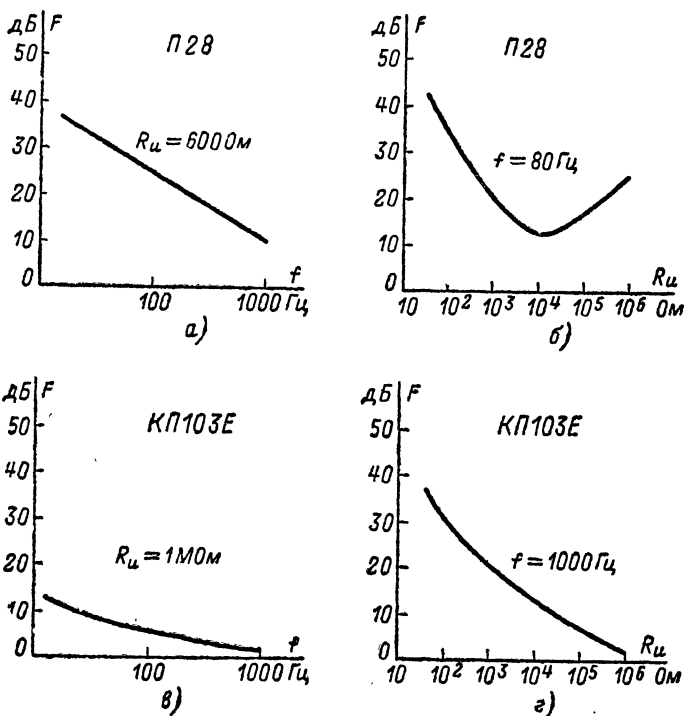 дБ F
П28
50
40
30
20
10
0
Rи = 600 Ом
f
100
1000 Гц
а)
дБ F
П28
50
40
30
20
10
0
f = 80 Гц
Rи
10 10² 10³ 10⁴ 10⁵ 10⁶ Ом
б)
дБ F
КП103Е
50
40
30
20
10
0
Rи = 1 МОм
f
100
1000 Гц
в)
дБ F
КП103Е
50
40
30
20
10
0
f = 1000 Гц
Rи
10 10² 10³ 10⁴ 10⁵ 10⁶ Ом
г)